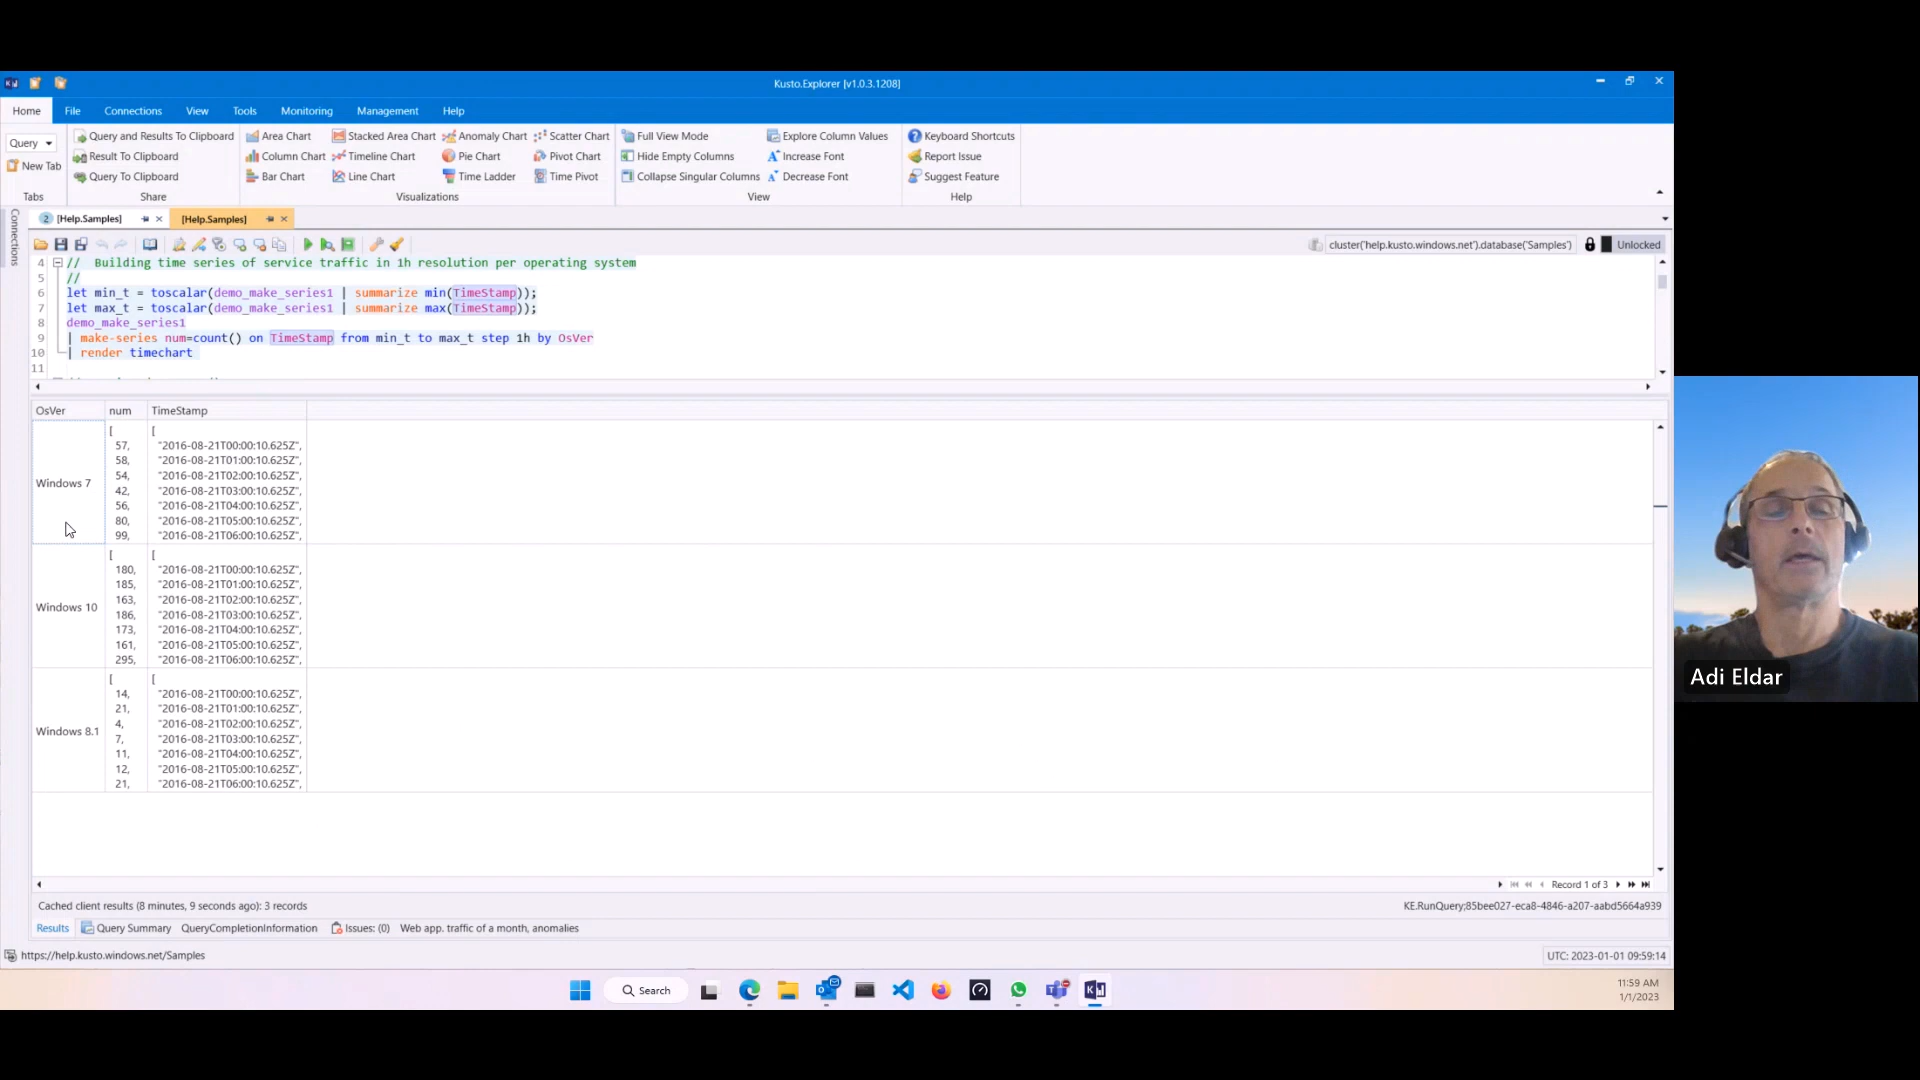 Kusto.Explorer [v1.0.3.1208]
Home File Connections View Tools Monitoring Management Help
Query
New Tab
Tabs
Query and Results To Clipboard
Result To Clipboard
Query To Clipboard
Share
Area Chart Stacked Area Chart Anomaly Chart Scatter Chart
Column Chart Timeline Chart Pie Chart Pivot Chart
Bar Chart Line Chart Time Ladder Time Pivot
Visualizations
Full View Mode Explore Column Values
Hide Empty Columns Increase Font
Collapse Singular Columns Decrease Font
View
Keyboard Shortcuts
Report Issue
Suggest Feature
Help
Connections
2 [Help.Samples] [Help.Samples]
cluster('help.kusto.windows.net').database('Samples') Unlocked
4 // Building time series of service traffic in 1h resolution per operating system
5 //
6 let min_t = toscalar(demo_make_series1 | summarize min(TimeStamp));
7 let max_t = toscalar(demo_make_series1 | summarize max(TimeStamp));
8 demo_make_series1
9 | make-series num=count() on TimeStamp from min_t to max_t step 1h by OsVer
10 | render timechart
11
OsVer num TimeStamp
[ [
57, "2016-08-21T00:00:10.625Z",
58, "2016-08-21T01:00:10.625Z",
54, "2016-08-21T02:00:10.625Z",
Windows 7
42, "2016-08-21T03:00:10.625Z",
56, "2016-08-21T04:00:10.625Z",
80, "2016-08-21T05:00:10.625Z",
99, "2016-08-21T06:00:10.625Z",
[ [
180, "2016-08-21T00:00:10.625Z",
185, "2016-08-21T01:00:10.625Z",
163, "2016-08-21T02:00:10.625Z",
Windows 10
186, "2016-08-21T03:00:10.625Z",
173, "2016-08-21T04:00:10.625Z",
161, "2016-08-21T05:00:10.625Z",
295, "2016-08-21T06:00:10.625Z",
[ [
14, "2016-08-21T00:00:10.625Z",
21, "2016-08-21T01:00:10.625Z",
4, "2016-08-21T02:00:10.625Z",
Windows 8.1
7, "2016-08-21T03:00:10.625Z",
11, "2016-08-21T04:00:10.625Z",
12, "2016-08-21T05:00:10.625Z",
21, "2016-08-21T06:00:10.625Z",
Record 1 of 3
Cached client results (8 minutes, 9 seconds ago): 3 records KE.RunQuery;85bee027-eca8-4846-a207-aabd5664a939
Results Query Summary QueryCompletionInformation Issues: (0) Web app. traffic of a month, anomalies
https://help.kusto.windows.net/Samples UTC: 2023-01-01 09:59:14
Search
11:59 AM
1/1/2023
Adi Eldar